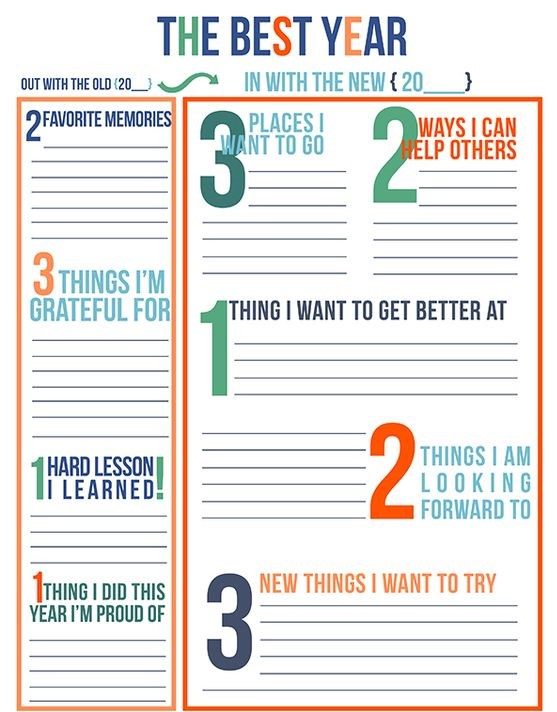 THE BEST YEAR
OUT WITH THE OLD {20__}
IN WITH THE NEW { 20____}
2 FAVORITE MEMORIES
3 THINGS I'M
GRATEFUL FOR
1 HARD LESSON
I LEARNED!
1 THING I DID THIS
YEAR I'M PROUD OF
3 PLACES I
WANT TO GO
2 WAYS I CAN
HELP OTHERS
1 THING I WANT TO GET BETTER AT
2 THINGS I AM
LOOKING
FORWARD TO
3 NEW THINGS I WANT TO TRY